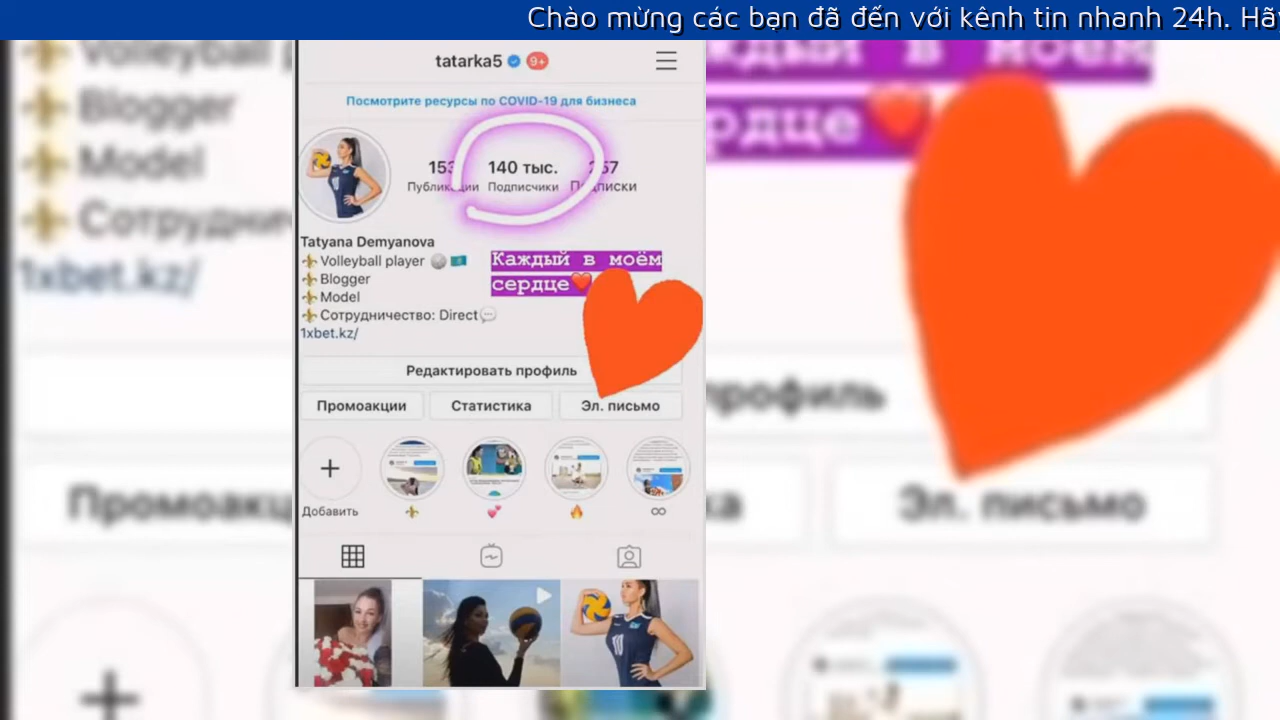 Chào mừng các bạn đã đến với kênh tin nhanh 24h. Hã
tatarka5 9+
Посмотрите ресурсы по COVID-19 для бизнеса
140 тыс.
Подписчики Подписки
Tatyana Demyanova
Volleyball player
Blogger
Model
Сотрудничество: Direct
1xbet.kz/
Каждый в моём
сердце
Редактировать профиль
Промоакции Статистика Эл. письмо
Добавить